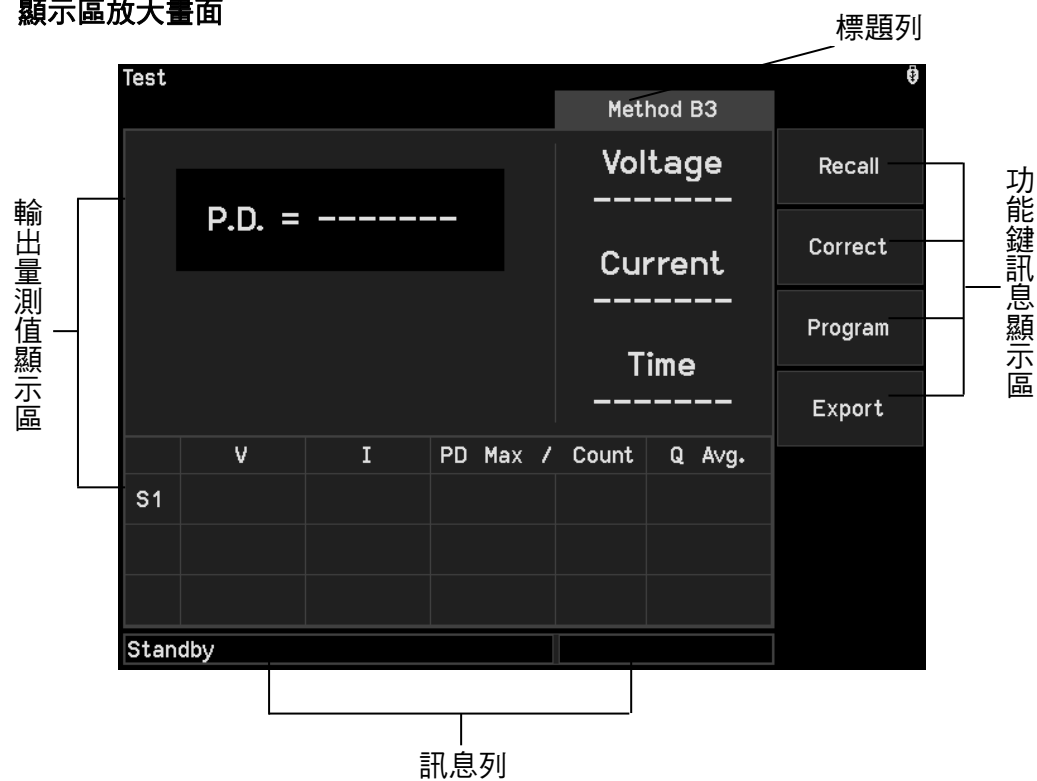 顯示區放大畫面
標題列
Test
Method B3
Voltage
-------
P.D. = -------
Current
-------
Time
-------
Recall
Correct
Program
Export
輸出量測值顯示區
功能鍵訊息顯示區
V I PD Max / Count Q Avg.
S1
Standby
訊息列